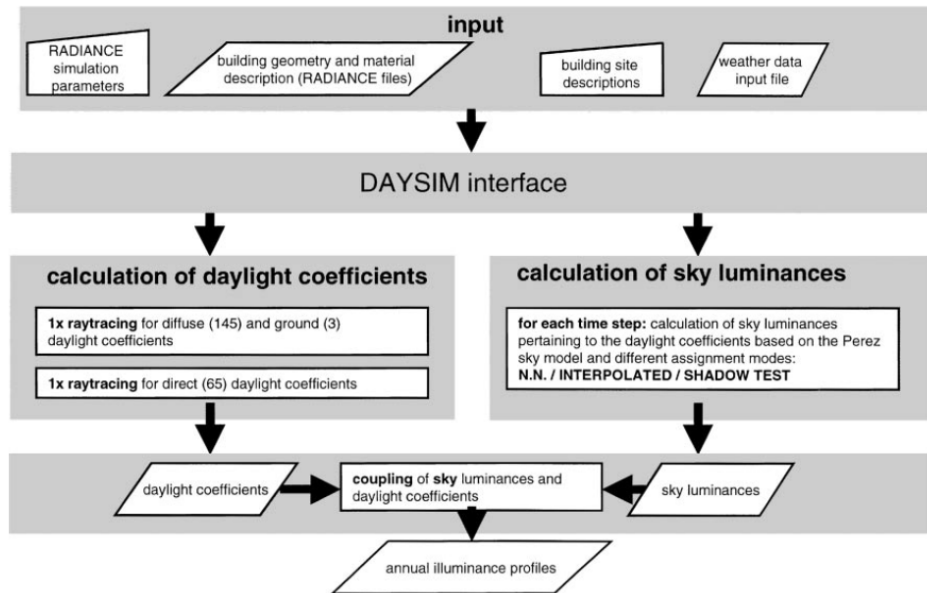 input
RADIANCE
simulation
parameters
building geometry and material
description (RADIANCE files)
building site
descriptions
weather data
input file
DAYSIM interface
calculation of daylight coefficients
1x raytracing for diffuse (145) and ground (3)
daylight coefficients
1x raytracing for direct (65) daylight coefficients
calculation of sky luminances
for each time step: calculation of sky luminances
pertaining to the daylight coefficients based on the Perez
sky model and different assignment modes:
N.N. / INTERPOLATED / SHADOW TEST
daylight coefficients
coupling of sky luminances and
daylight coefficients
sky luminances
annual illuminance profiles